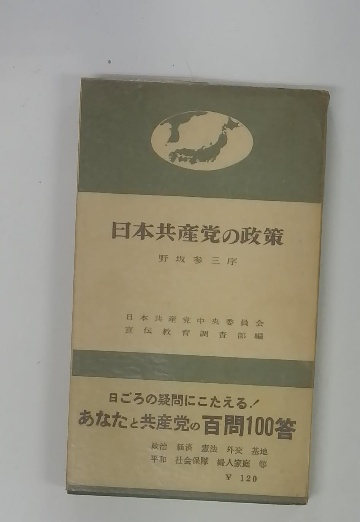 日本共産党の政策
野坂参三序
日本共産党中央委員会
宣伝教育調査部編
日ごろの疑問にこたえる！
あなたと共産党の百問100答
政治 経済 憲法 外交 基地
平和 社会保障 婦人家庭 等
¥ 120